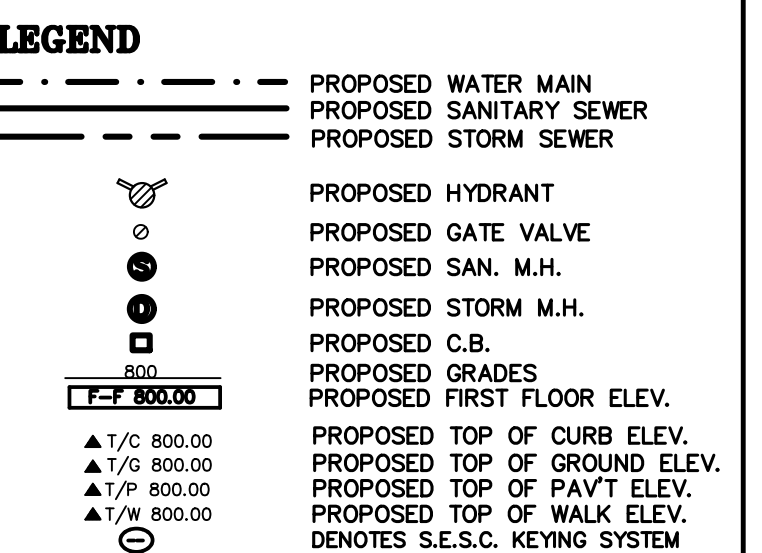 LEGEND
PROPOSED WATER MAIN
PROPOSED SANITARY SEWER
PROPOSED STORM SEWER
PROPOSED HYDRANT
PROPOSED GATE VALVE
S PROPOSED SAN. M.H.
D PROPOSED STORM M.H.
PROPOSED C.B.
800 PROPOSED GRADES
F-F 800.00 PROPOSED FIRST FLOOR ELEV.
▲ T/C 800.00 PROPOSED TOP OF CURB ELEV.
▲ T/G 800.00 PROPOSED TOP OF GROUND ELEV.
▲ T/P 800.00 PROPOSED TOP OF PAV'T ELEV.
▲ T/W 800.00 PROPOSED TOP OF WALK ELEV.
DENOTES S.E.S.C. KEYING SYSTEM